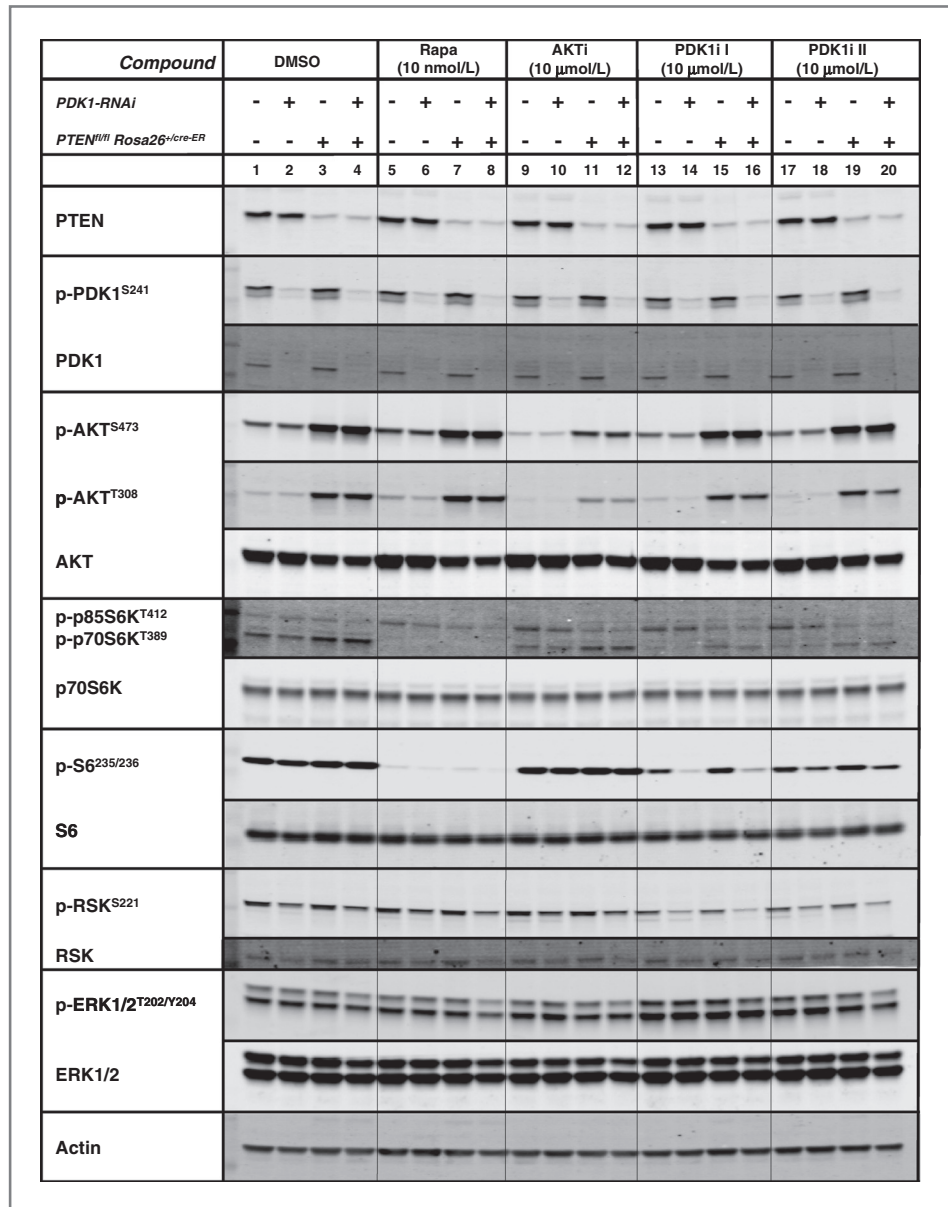 Compound DMSO Rapa (10 nmol/L) AKTi (10 μmol/L) PDK1i I (10 μmol/L) PDK1i II (10 μmol/L)
PDK1-RNAi - + - + - + - + - + - + - + - + - + - +
PTENfl/fl Rosa26+/cre-ER - - + + - - + + - - + + - - + + - - + +
1 2 3 4 5 6 7 8 9 10 11 12 13 14 15 16 17 18 19 20
PTEN
p-PDK1S241
PDK1
p-AKTS473
p-AKTT308
AKT
p-p85S6KT412
p-p70S6KT389
p70S6K
p-S6235/236
S6
p-RSKS221
RSK
p-ERK1/2T202/Y204
ERK1/2
Actin